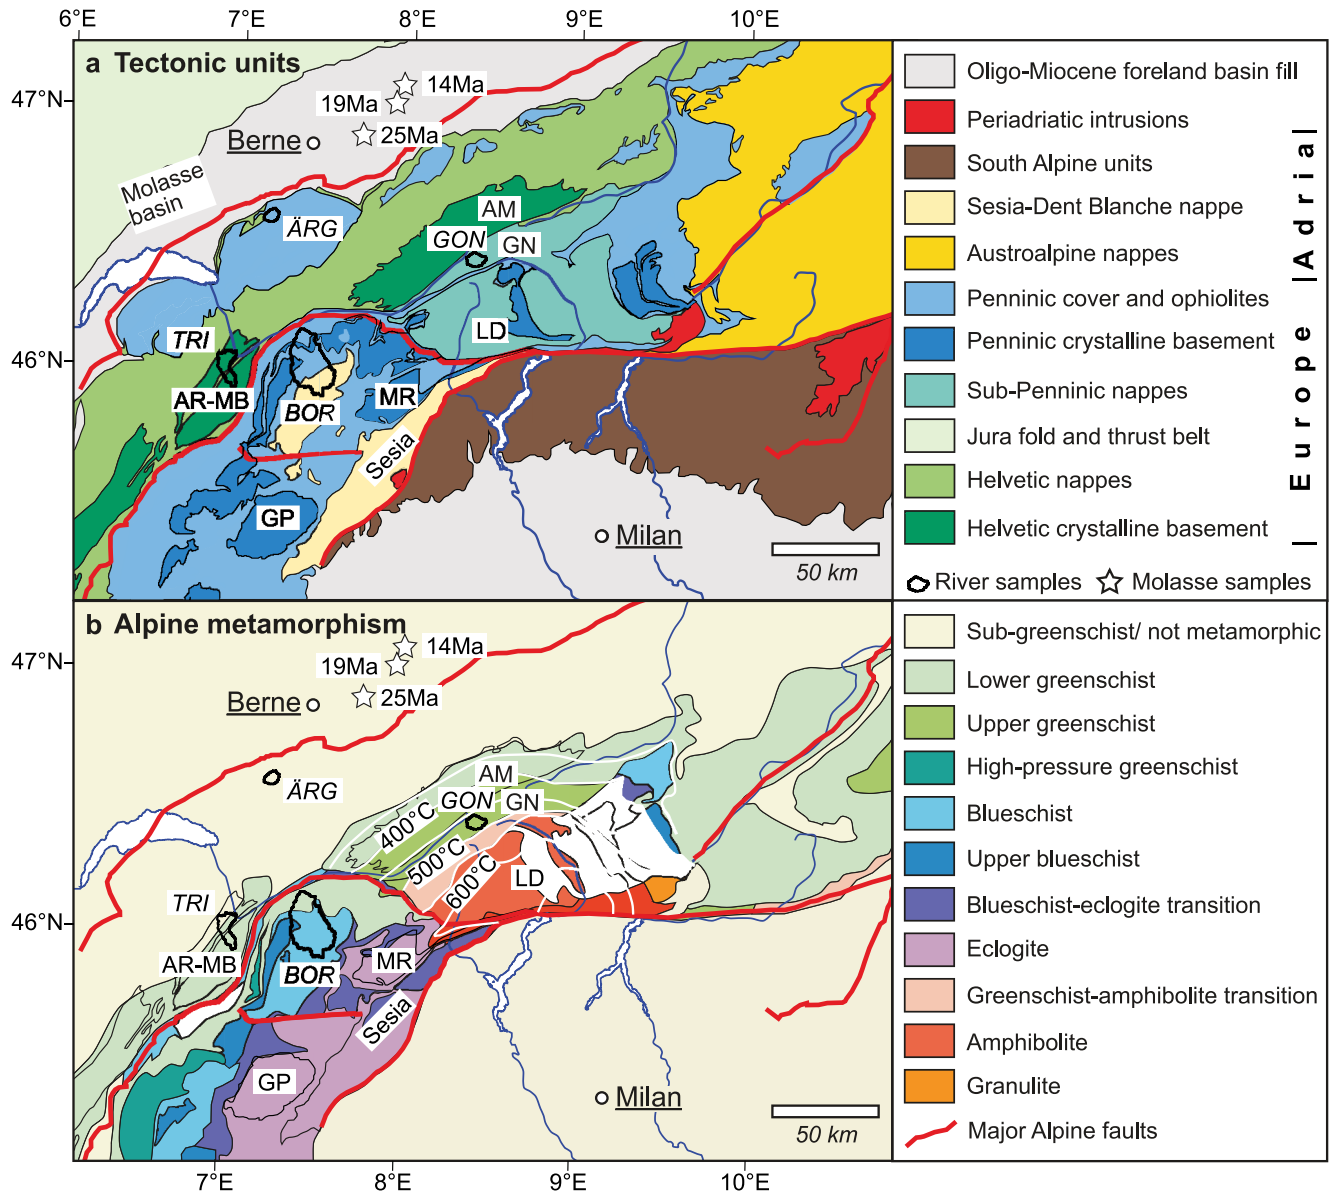 6°E 7°E 8°E 9°E 10°E
a Tectonic units
47°N
46°N
14Ma
19Ma
25Ma
Berne
Molasse
basin
ÄRG
AM
GON
GN
TRI
LD
AR-MB
BOR
MR
Sesia
GP
Milan
50 km
Oligo-Miocene foreland basin fill
Periadriatic intrusions
South Alpine units
Sesia-Dent Blanche nappe
Austroalpine nappes
Penninic cover and ophiolites
Penninic crystalline basement
Sub-Penninic nappes
Jura fold and thrust belt
Helvetic nappes
Helvetic crystalline basement
River samples
Molasse samples
| Europe |Adria|
b Alpine metamorphism
47°N
46°N
14Ma
19Ma
25Ma
Berne
ÄRG
AM
GON
GN
400°C
500°C
600°C
LD
TRI
AR-MB
BOR
MR
Sesia
GP
Milan
50 km
Sub-greenschist/ not metamorphic
Lower greenschist
Upper greenschist
High-pressure greenschist
Blueschist
Upper blueschist
Blueschist-eclogite transition
Eclogite
Greenschist-amphibolite transition
Amphibolite
Granulite
Major Alpine faults
7°E 8°E 9°E 10°E